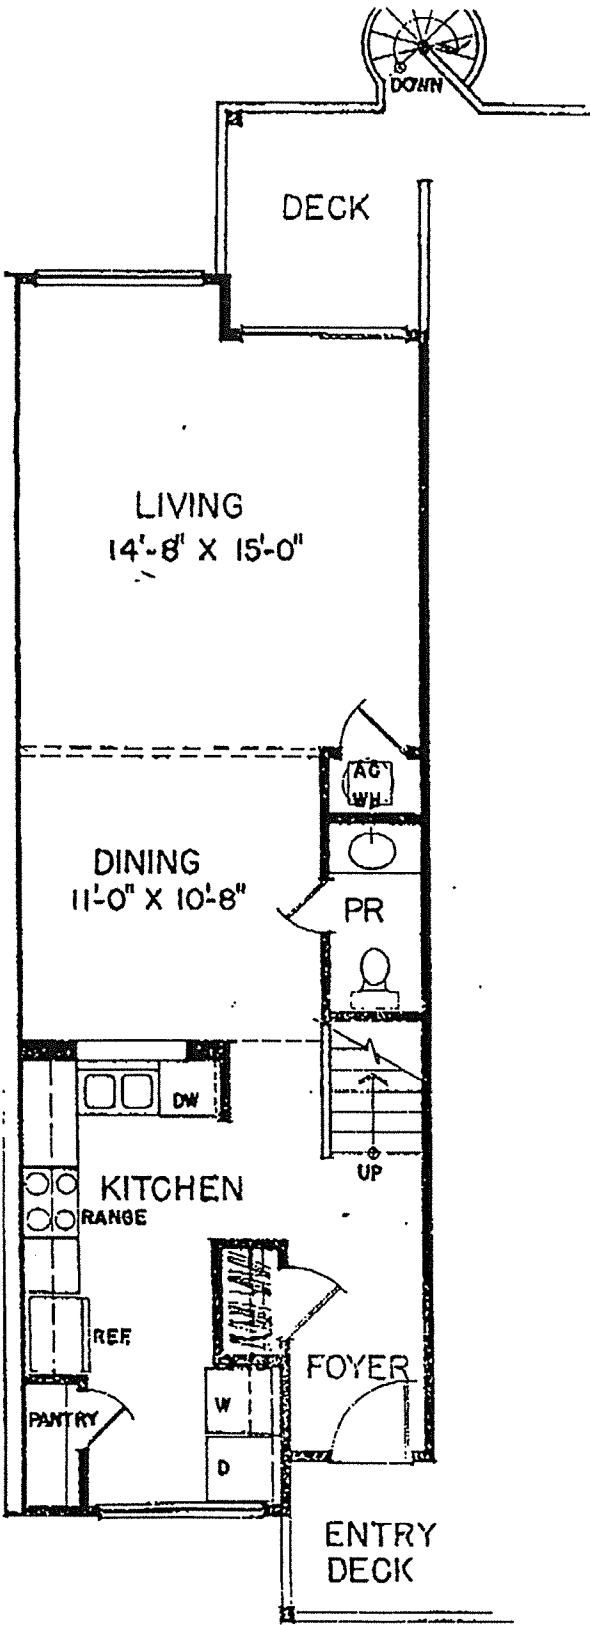 DOWN
DECK
LIVING
14'-8" X 15'-0"
AC
WH
DINING
11'-0" X 10'-8"
PR
DW
UP
KITCHEN
RANGE
REF.
FOYER
W
PANTRY
D
ENTRY
DECK